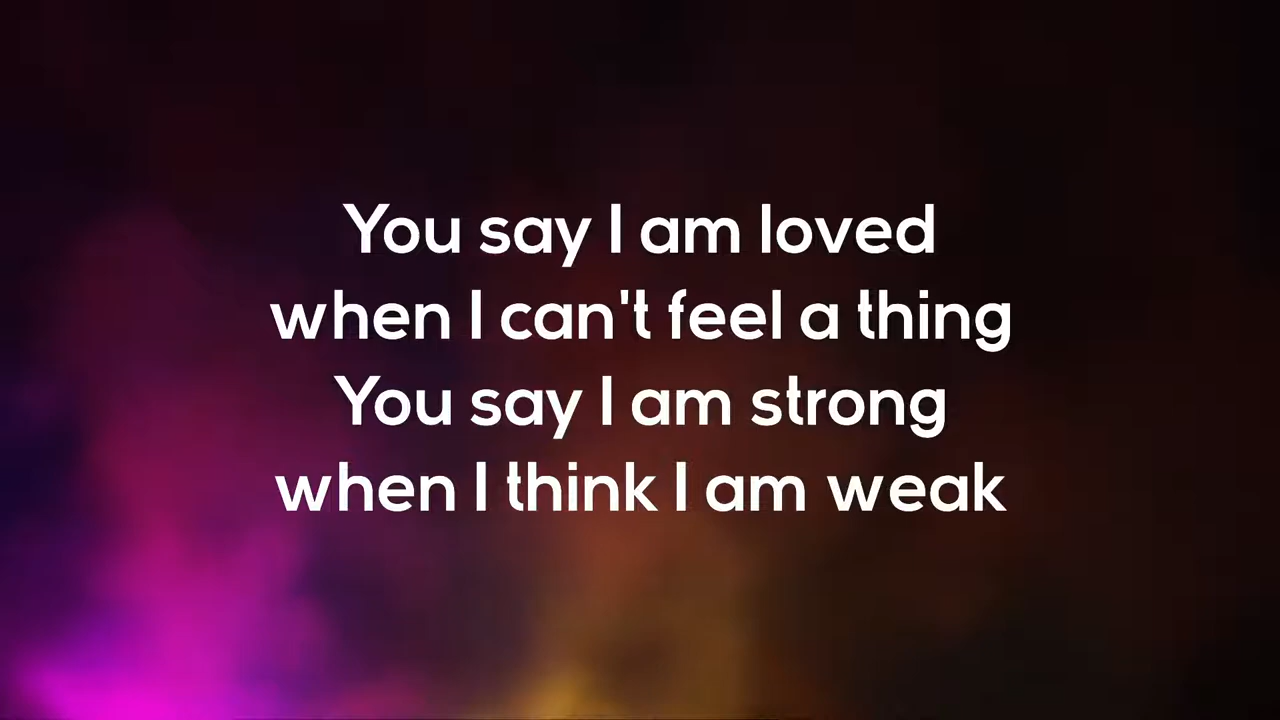 You say I am loved
when I can't feel a thing
You say I am strong
when I think I am weak